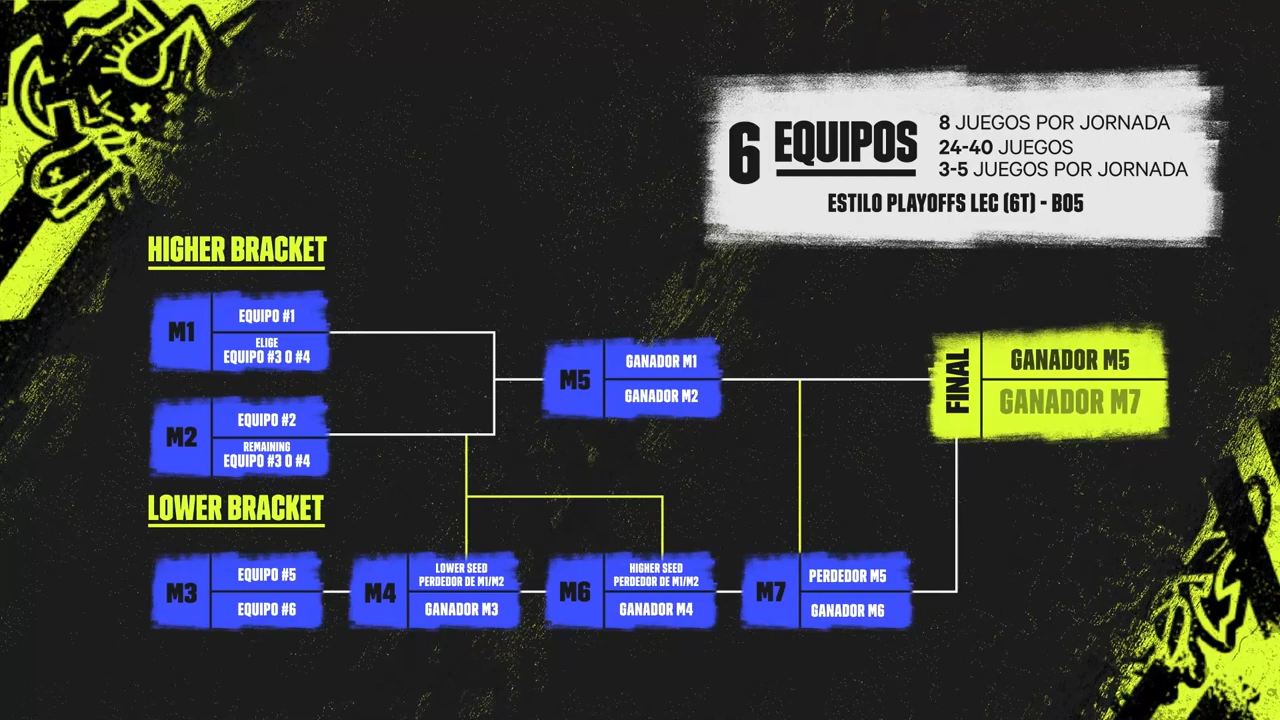 6 EQUIPOS
8 JUEGOS POR JORNADA
24-40 JUEGOS
3-5 JUEGOS POR JORNADA
ESTILO PLAYOFFS LEC (6T) - BO5
HIGHER BRACKET
M1
EQUIPO #1
ELIGE
EQUIPO #3 O #4
M2
EQUIPO #2
REMAINING
EQUIPO #3 O #4
M5
GANADOR M1
GANADOR M2
FINAL
GANADOR M5
GANADOR M7
LOWER BRACKET
M3
EQUIPO #5
EQUIPO #6
M4
LOWER SEED
PERDEDOR DE M1/M2
GANADOR M3
M6
HIGHER SEED
PERDEDOR DE M1/M2
GANADOR M4
M7
PERDEDOR M5
GANADOR M6